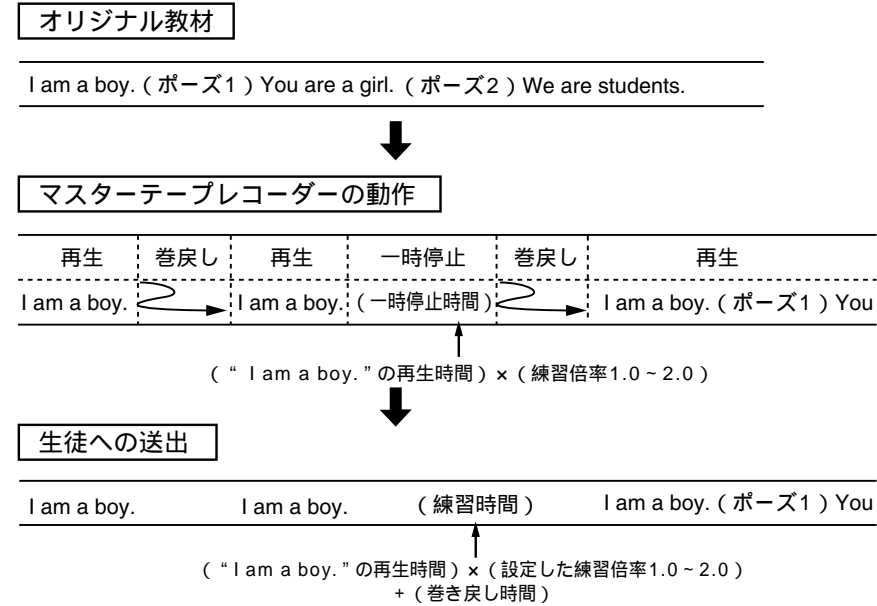 オリジナル教材
I am a boy.(ポーズ1)You are a girl.(ポーズ2)We are students.
マスターテープレコーダーの動作
再生 巻戻し 再生 一時停止 巻戻し 再生
I am a boy. I am a boy.(一時停止時間) I am a boy.(ポーズ1)You
(“I am a boy.”の再生時間)×(練習倍率1.0~2.0)
生徒への送出
I am a boy. I am a boy. (練習時間) I am a boy.(ポーズ1)You
(“I am a boy.”の再生時間)×(設定した練習倍率1.0~2.0)
+(巻き戻し時間)